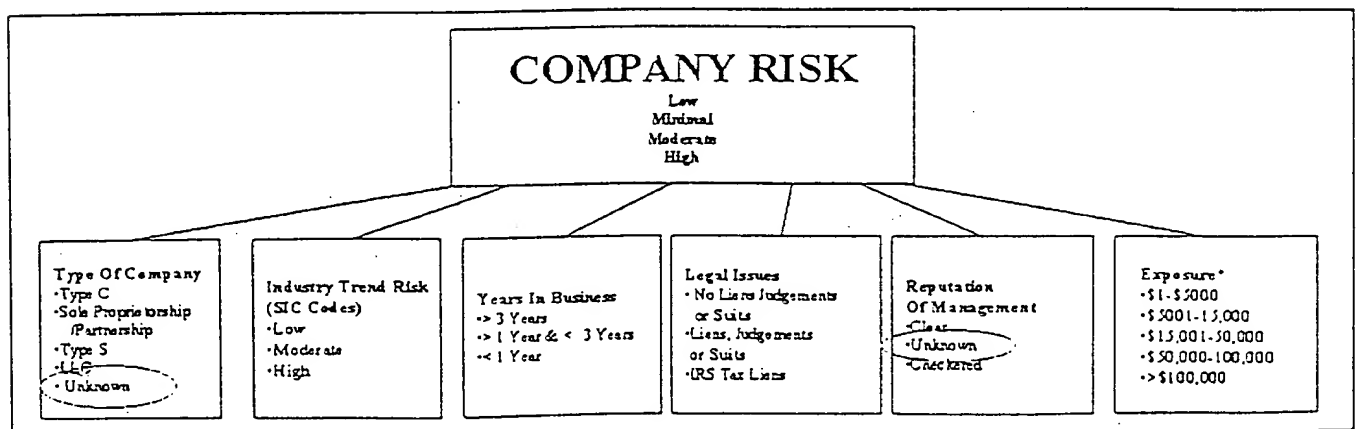 COMPANY RISK
Low
Minimal
Moderate
High
Type Of Company
•Type C
•Sole Proprietorship
/Partnership
•Type S
•LLC
• Unknown
Industry Trend Risk
(SIC Codes)
•Low
•Moderate
•High
Years In Business
•> 3 Years
•> 1 Year & < 3 Years
•< 1 Year
Legal Issues
• No Liens Judgements
or Suits
•Liens, Judgements
or Suits
•IRS Tax Liens
Reputation
Of Management
•Clear
•Unknown
•Checkered
Exposure*
•$1-$5000
•$5001-15,000
•$15,001-50,000
•$50,000-100,000
•>$100,000